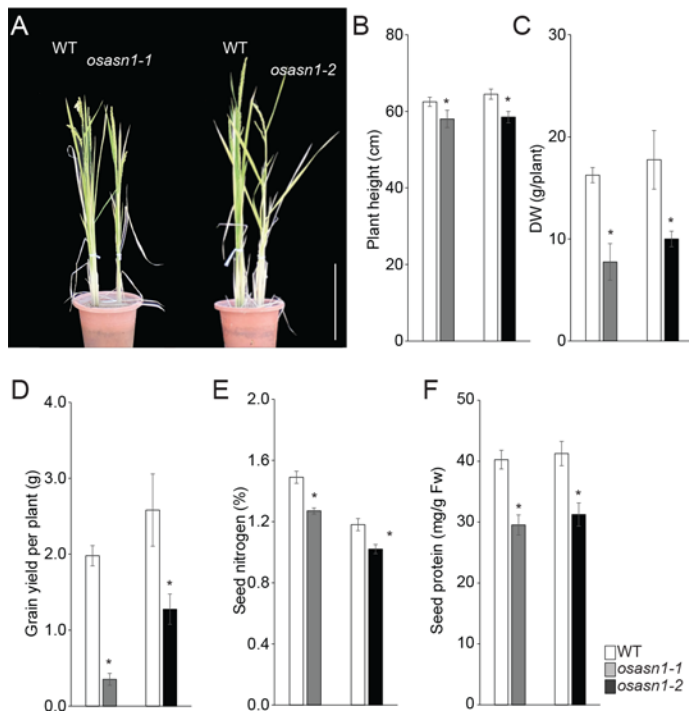 A
WT
osasn1-1
WT
osasn1-2
B
Plant height (cm)
80
60
40
20
0
*
*
C
DW (g/plant)
30
20
10
0
*
*
D
Grain yield per plant (g)
4.0
3.0
2.0
1.0
0.0
*
*
E
Seed nitrogen (%)
2.0
1.6
1.2
0.8
0.4
0.0
*
*
F
Seed protein (mg/g Fw)
50
40
30
20
10
0
*
*
WT
osasn1-1
osasn1-2